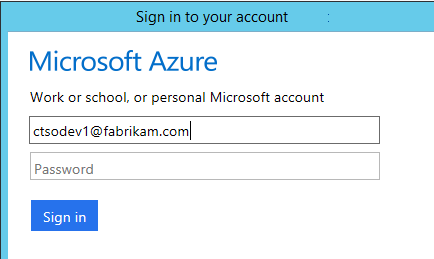 Sign in to your account
Microsoft Azure
Work or school, or personal Microsoft account
ctsodev1@fabrikam.com
Password
Sign in